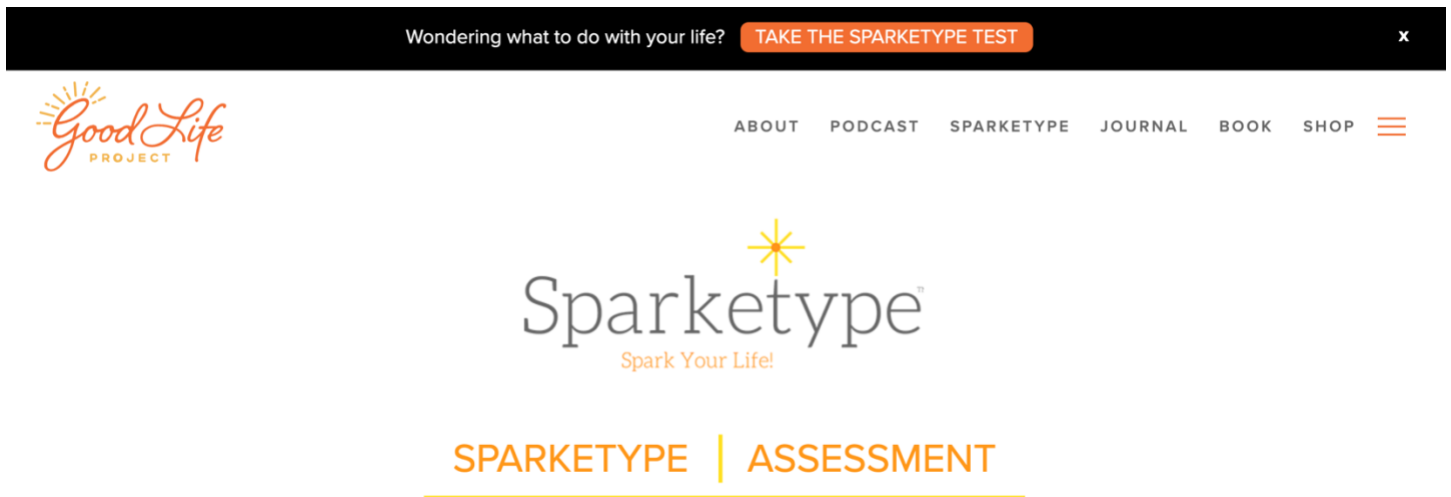 Wondering what to do with your life? TAKE THE SPARKETYPE TEST x
Good Life
PROJECT
ABOUT PODCAST SPARKETYPE JOURNAL BOOK SHOP
Sparketype™
Spark Your Life!
SPARKETYPE | ASSESSMENT